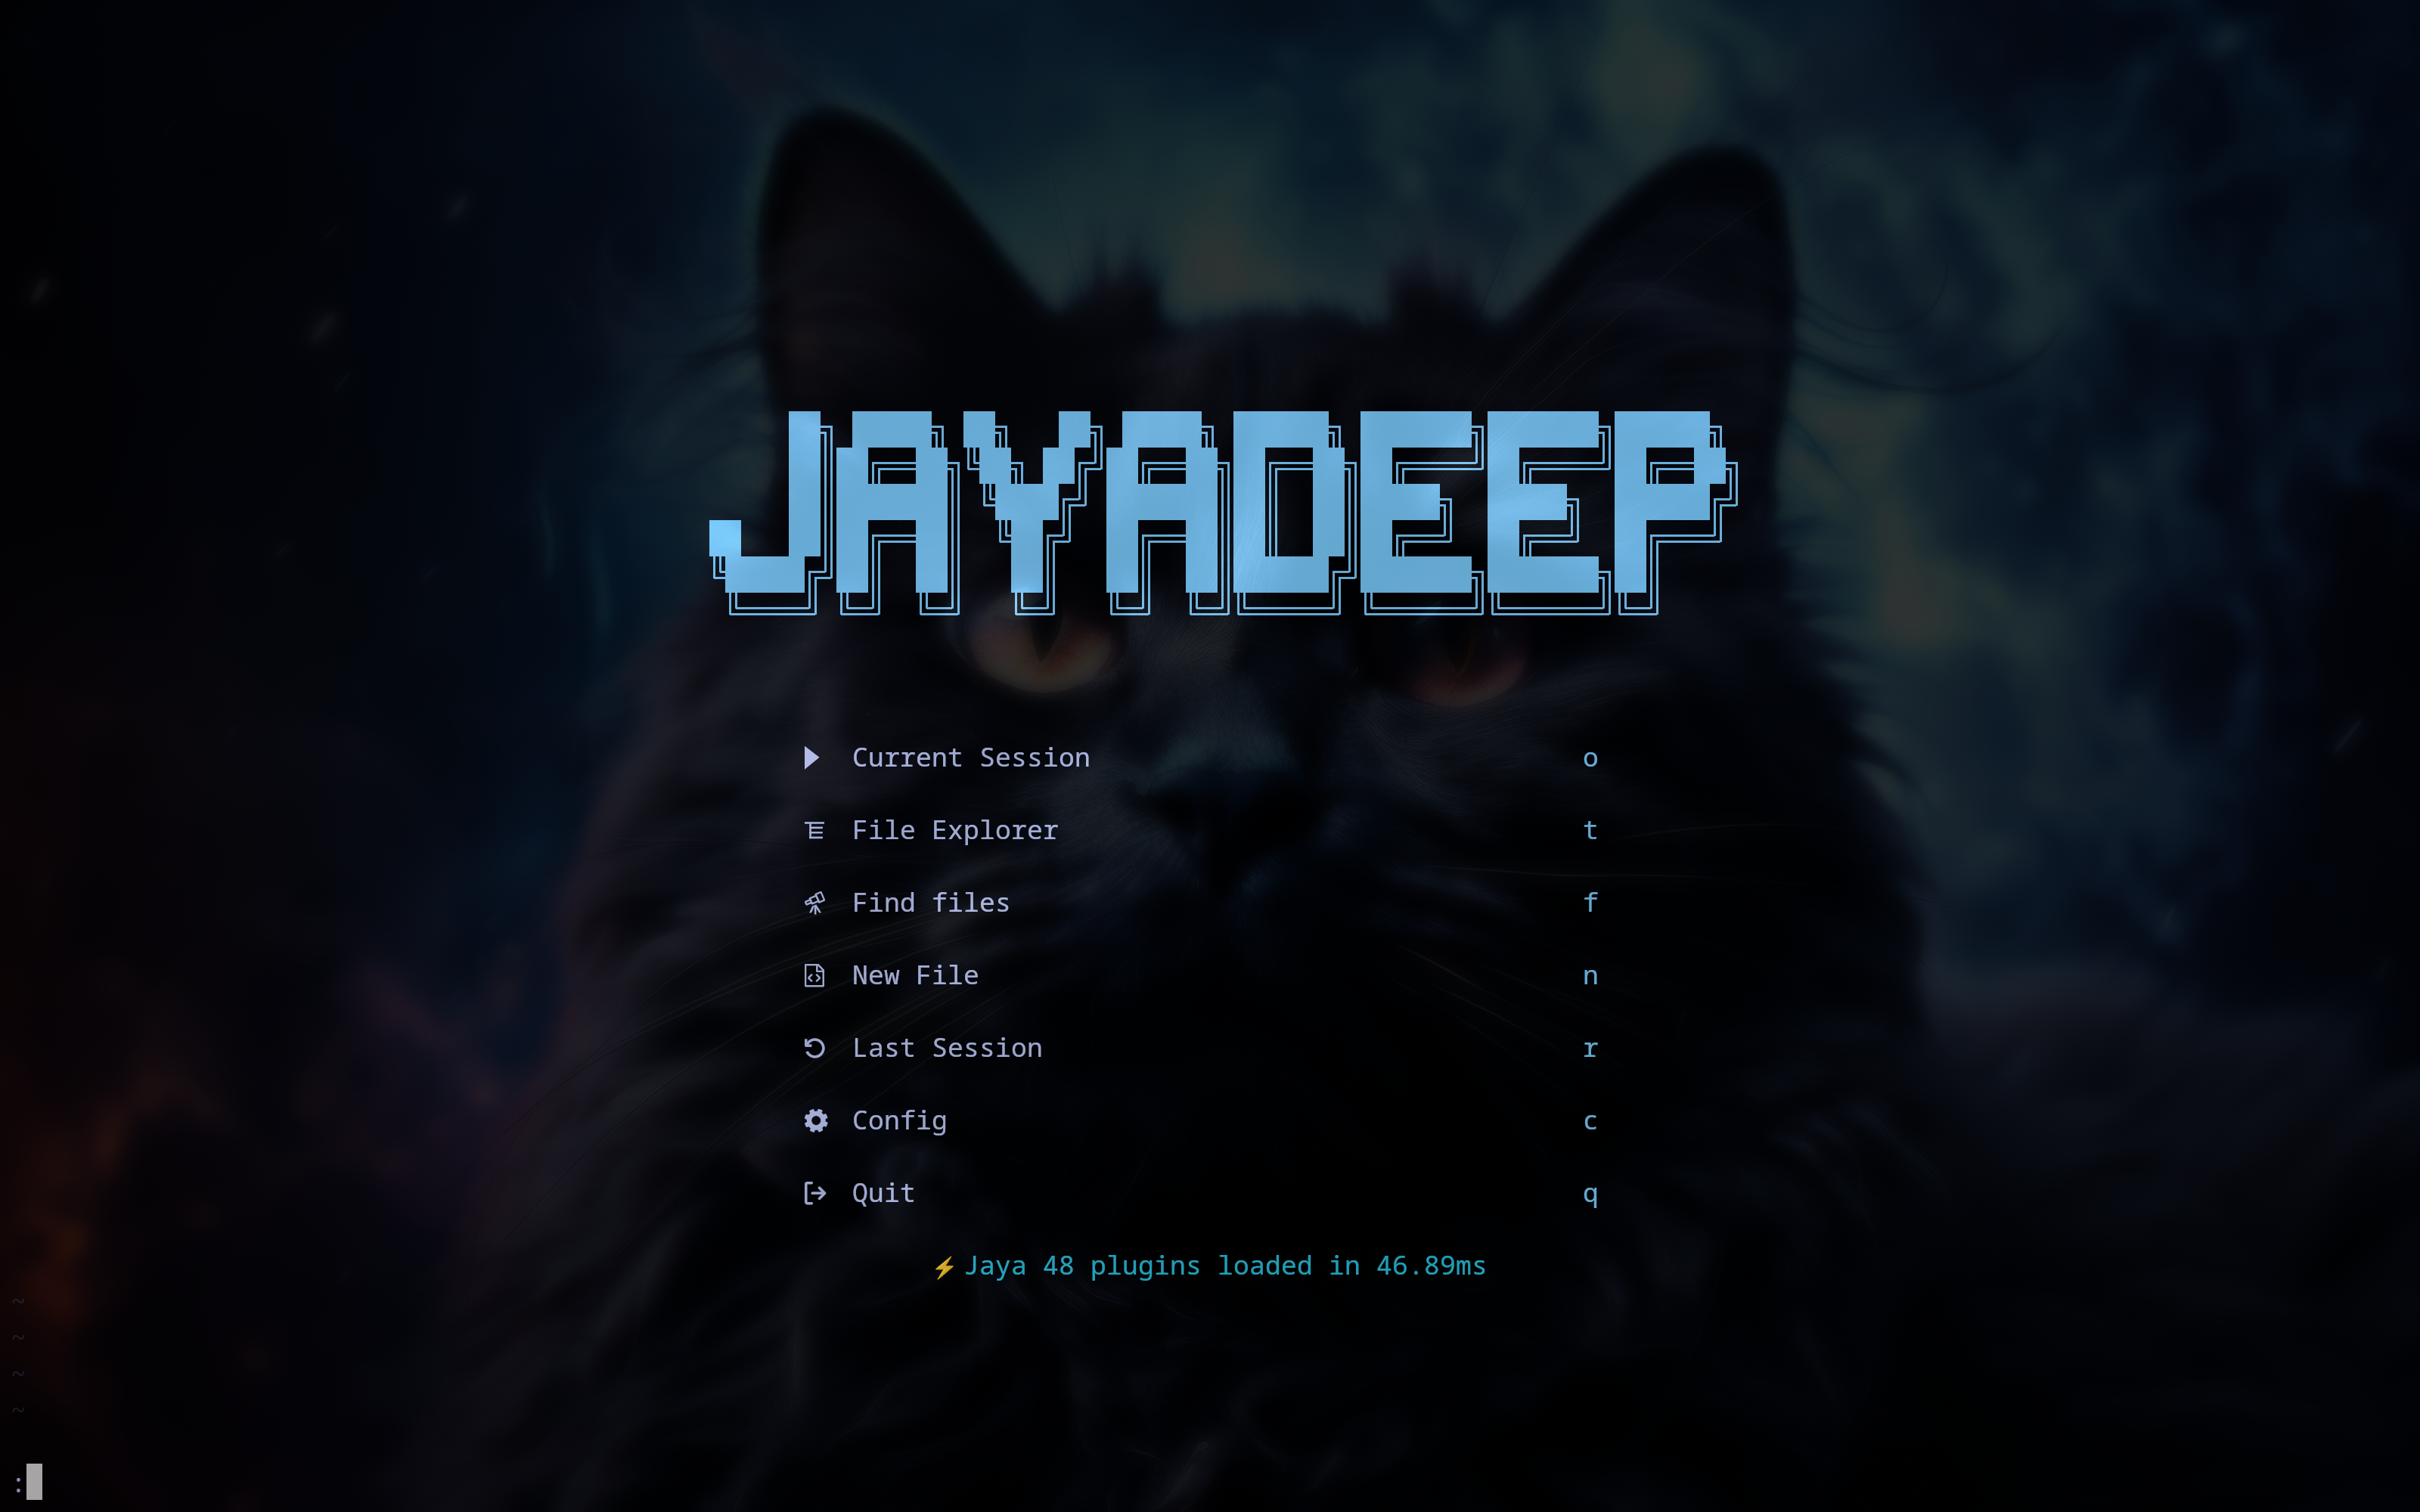 JAYADEEP
Current Session o
File Explorer t
Find files f
New File n
Last Session r
Config c
Quit q
⚡Jaya 48 plugins loaded in 46.89ms
~
~
~
~
: